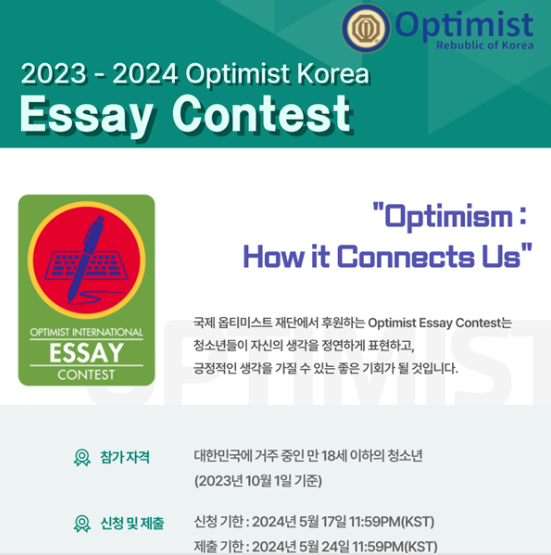 Optimist
Rebublic of Korea
2023 - 2024 Optimist Korea
Essay Contest
"Optimism :
How it Connects Us"
OPTIMIST INTERNATIONAL
ESSAY
CONTEST
국제 옵티미스트 재단에서 후원하는 Optimist Essay Contest는
청소년들이 자신의 생각을 정연하게 표현하고,
긍정적인 생각을 가질 수 있는 좋은 기회가 될 것입니다.
OPTIMIST
참가 자격
대한민국에 거주 중인 만 18세 이하의 청소년
(2023년 10월 1일 기준)
신청 및 제출
신청 기한 : 2024년 5월 17일 11:59PM(KST)
제출 기한 : 2024년 5월 24일 11:59PM(KST)